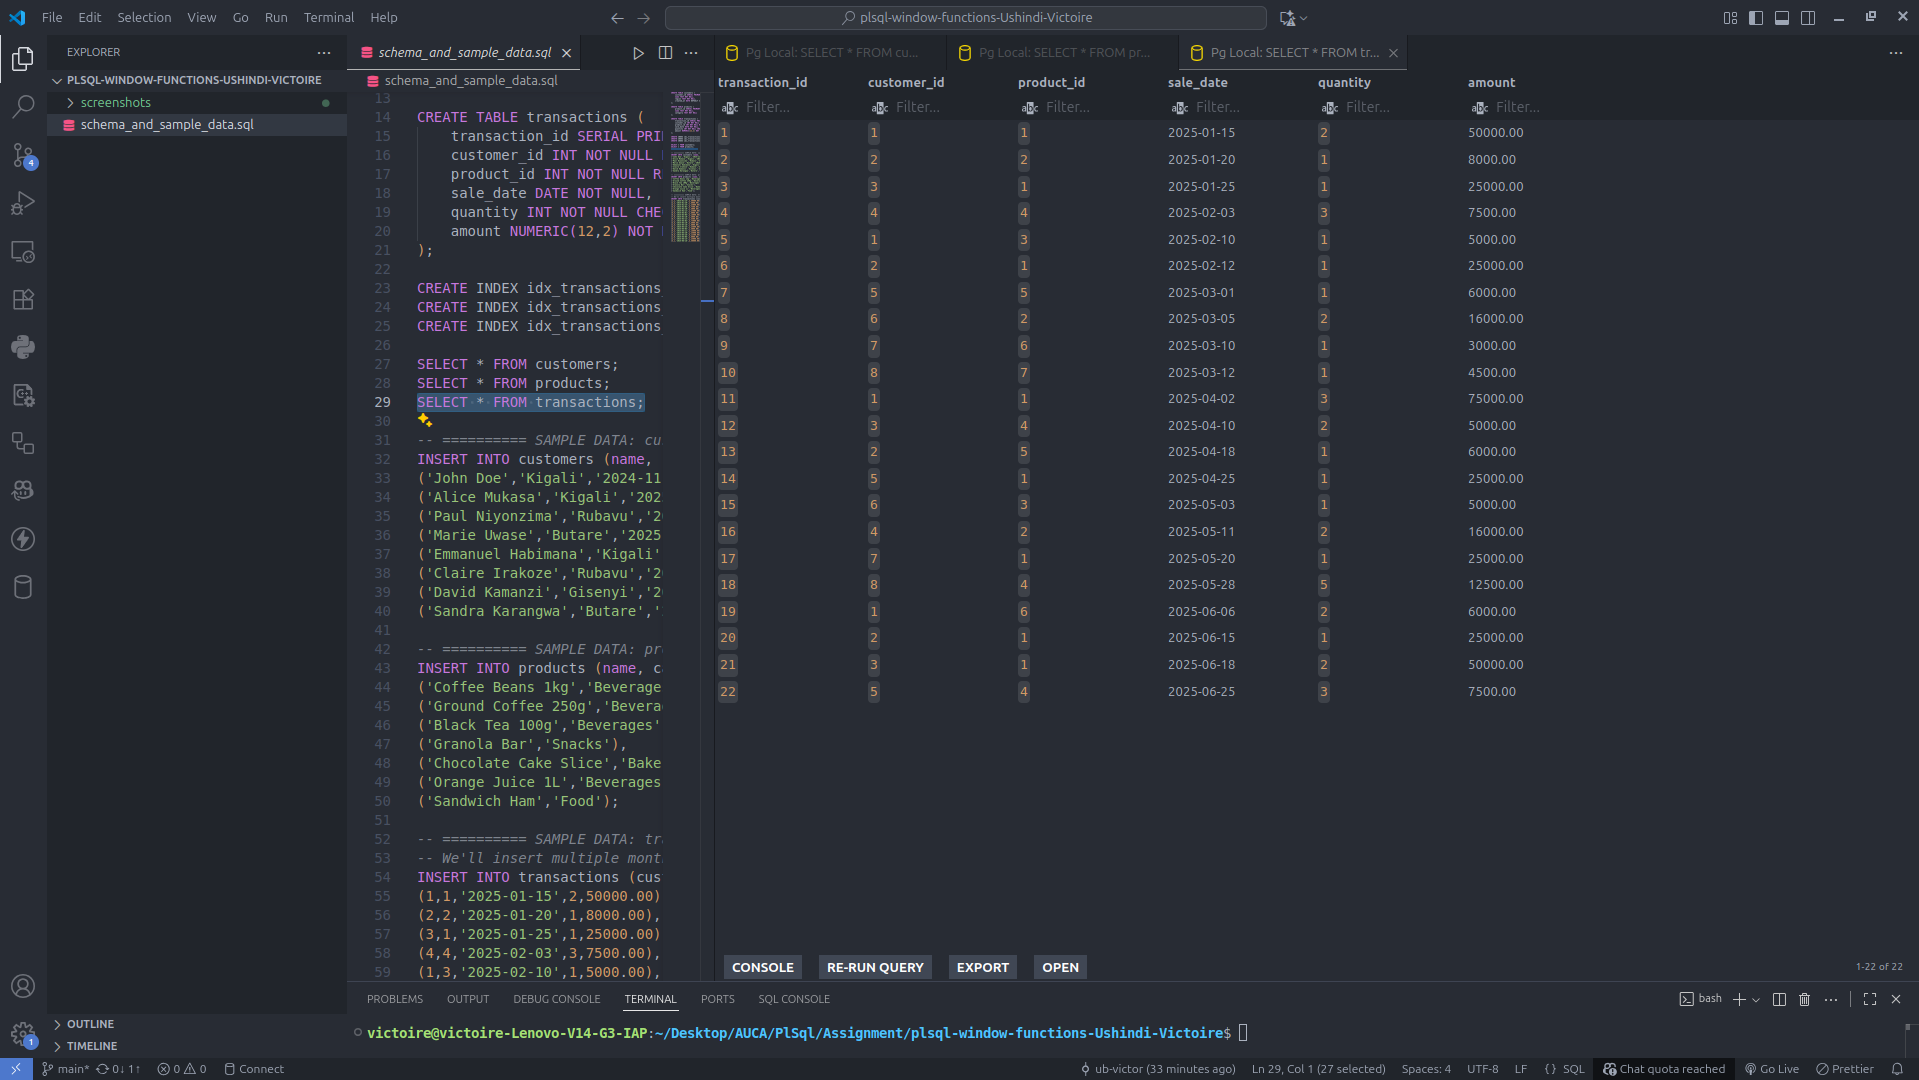 File Edit Selection View Go Run Terminal Help
plsql-window-functions-Ushindi-Victoire
EXPLORER
PLSQL-WINDOW-FUNCTIONS-USHINDI-VICTOIRE
screenshots
schema_and_sample_data.sql
4
1
OUTLINE
TIMELINE
schema_and_sample_data.sql
schema_and_sample_data.sql
13
14 CREATE TABLE transactions (
15 transaction_id SERIAL PRI
16 customer_id INT NOT NULL
17 product_id INT NOT NULL R
18 sale_date DATE NOT NULL,
19 quantity INT NOT NULL CHE
20 amount NUMERIC(12,2) NOT
21 );
22
23 CREATE INDEX idx_transactions_
24 CREATE INDEX idx_transactions_
25 CREATE INDEX idx_transactions_
26
27 SELECT * FROM customers;
28 SELECT * FROM products;
29 SELECT * FROM transactions;
30
31 -- ========== SAMPLE DATA: cu
32 INSERT INTO customers (name,
33 ('John Doe','Kigali','2024-11
34 ('Alice Mukasa','Kigali','202
35 ('Paul Niyonzima','Rubavu','2
36 ('Marie Uwase','Butare','2025
37 ('Emmanuel Habimana','Kigali'
38 ('Claire Irakoze','Rubavu','2
39 ('David Kamanzi','Gisenyi','2
40 ('Sandra Karangwa','Butare','
41
42 -- ========== SAMPLE DATA: pr
43 INSERT INTO products (name, c
44 ('Coffee Beans 1kg','Beverage
45 ('Ground Coffee 250g','Bevera
46 ('Black Tea 100g','Beverages'
47 ('Granola Bar','Snacks'),
48 ('Chocolate Cake Slice','Bake
49 ('Orange Juice 1L','Beverages
50 ('Sandwich Ham','Food');
51
52 -- ========== SAMPLE DATA: tr
53 -- We'll insert multiple mont
54 INSERT INTO transactions (cus
55 (1,1,'2025-01-15',2,50000.00)
56 (2,2,'2025-01-20',1,8000.00),
57 (3,1,'2025-01-25',1,25000.00)
58 (4,4,'2025-02-03',3,7500.00),
59 (1,3,'2025-02-10',1,5000.00),
Pg Local: SELECT * FROM cu... Pg Local: SELECT * FROM pr... Pg Local: SELECT * FROM tr...
transaction_id customer_id product_id sale_date quantity amount
Filter... Filter... Filter... Filter... Filter... Filter...
1 1 1 2025-01-15 2 50000.00
2 2 2 2025-01-20 1 8000.00
3 3 1 2025-01-25 1 25000.00
4 4 4 2025-02-03 3 7500.00
5 1 3 2025-02-10 1 5000.00
6 2 1 2025-02-12 1 25000.00
7 5 5 2025-03-01 1 6000.00
8 6 2 2025-03-05 2 16000.00
9 7 6 2025-03-10 1 3000.00
10 8 7 2025-03-12 1 4500.00
11 1 1 2025-04-02 3 75000.00
12 3 4 2025-04-10 2 5000.00
13 2 5 2025-04-18 1 6000.00
14 5 1 2025-04-25 1 25000.00
15 6 3 2025-05-03 1 5000.00
16 4 2 2025-05-11 2 16000.00
17 7 1 2025-05-20 1 25000.00
18 8 4 2025-05-28 5 12500.00
19 1 6 2025-06-06 2 6000.00
20 2 1 2025-06-15 1 25000.00
21 3 1 2025-06-18 2 50000.00
22 5 4 2025-06-25 3 7500.00
CONSOLE RE-RUN QUERY EXPORT OPEN 1-22 of 22
PROBLEMS OUTPUT DEBUG CONSOLE TERMINAL PORTS SQL CONSOLE bash
victoire@victoire-Lenovo-V14-G3-IAP:~/Desktop/AUCA/PlSql/Assignment/plsql-window-functions-Ushindi-Victoire$
main* 0↓ 1↑ 0 0 Connect ub-victor (33 minutes ago) Ln 29, Col 1 (27 selected) Spaces: 4 UTF-8 LF {} SQL Chat quota reached Go Live Prettier